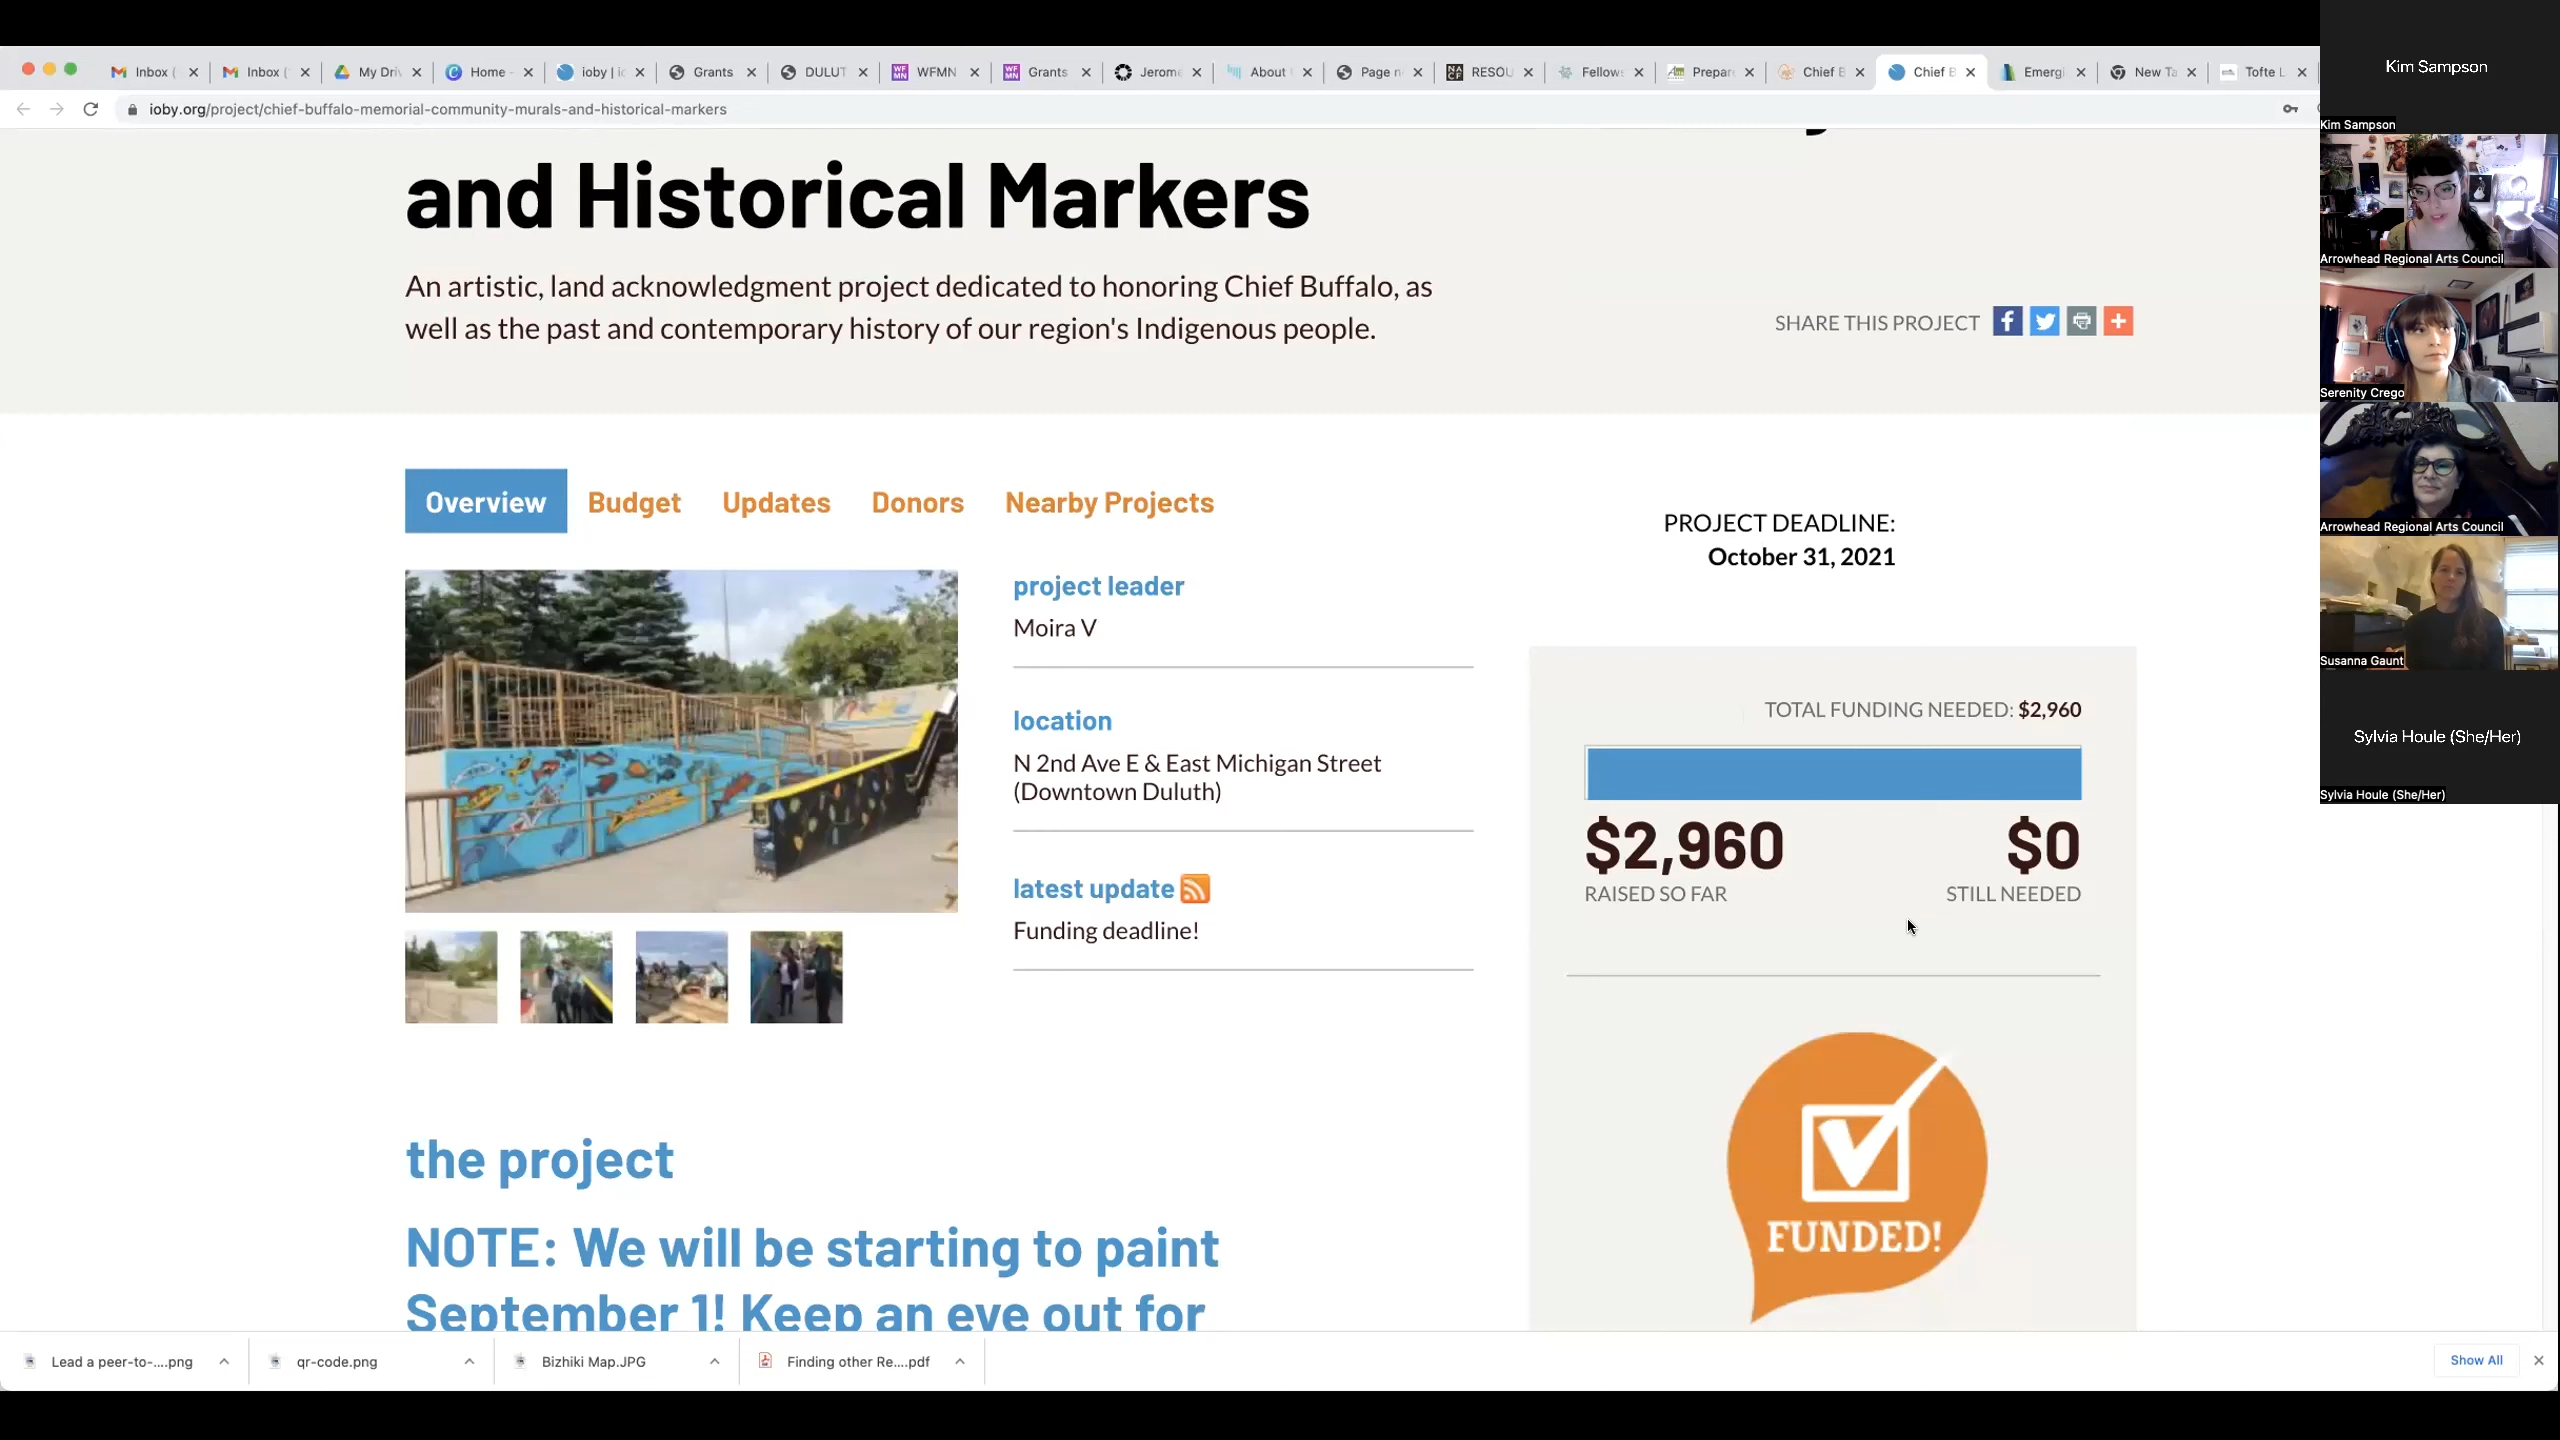 Inbox (
Inbox (
My Driv
Home -
ioby | io
Grants
DULUT
WFMN
Grants
Jerome
About
Page n
RESOU
Fellows
Prepare
Chief B
Chief B
Emergi
New Ta
Tofte L
ioby.org/project/chief-buffalo-memorial-community-murals-and-historical-markers
and Historical Markers
An artistic, land acknowledgment project dedicated to honoring Chief Buffalo, as
well as the past and contemporary history of our region's Indigenous people.
SHARE THIS PROJECT
Overview
Budget
Updates
Donors
Nearby Projects
project leader
Moira V
location
N 2nd Ave E & East Michigan Street
(Downtown Duluth)
latest update
Funding deadline!
PROJECT DEADLINE:
October 31, 2021
TOTAL FUNDING NEEDED: $2,960
$2,960
RAISED SO FAR
$0
STILL NEEDED
FUNDED!
the project
NOTE: We will be starting to paint
September 1! Keep an eye out for
Lead a peer-to-....png
qr-code.png
Bizhiki Map.JPG
Finding other Re....pdf
Show All
Kim Sampson
Kim Sampson
Arrowhead Regional Arts Council
Serenity Crego
Arrowhead Regional Arts Council
Susanna Gaunt
Sylvia Houle (She/Her)
Sylvia Houle (She/Her)